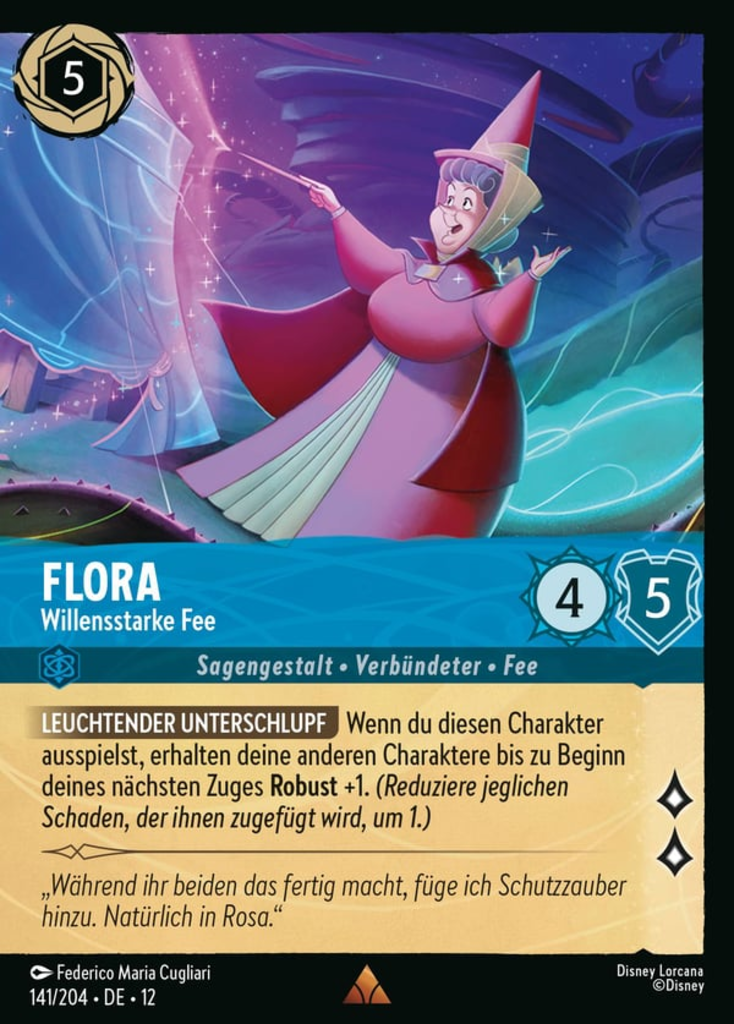 5
FLORA
Willensstarke Fee
4
5
Sagengestalt • Verbündeter • Fee
LEUCHTENDER UNTERSCHLUPF Wenn du diesen Charakter
ausspielst, erhalten deine anderen Charaktere bis zu Beginn
deines nächsten Zuges Robust +1. (Reduziere jeglichen
Schaden, der ihnen zugefügt wird, um 1.)
„Während ihr beiden das fertig macht, füge ich Schutzzauber
hinzu. Natürlich in Rosa.“
Federico Maria Cugliari
141/204 • DE • 12
Disney Lorcana
©Disney